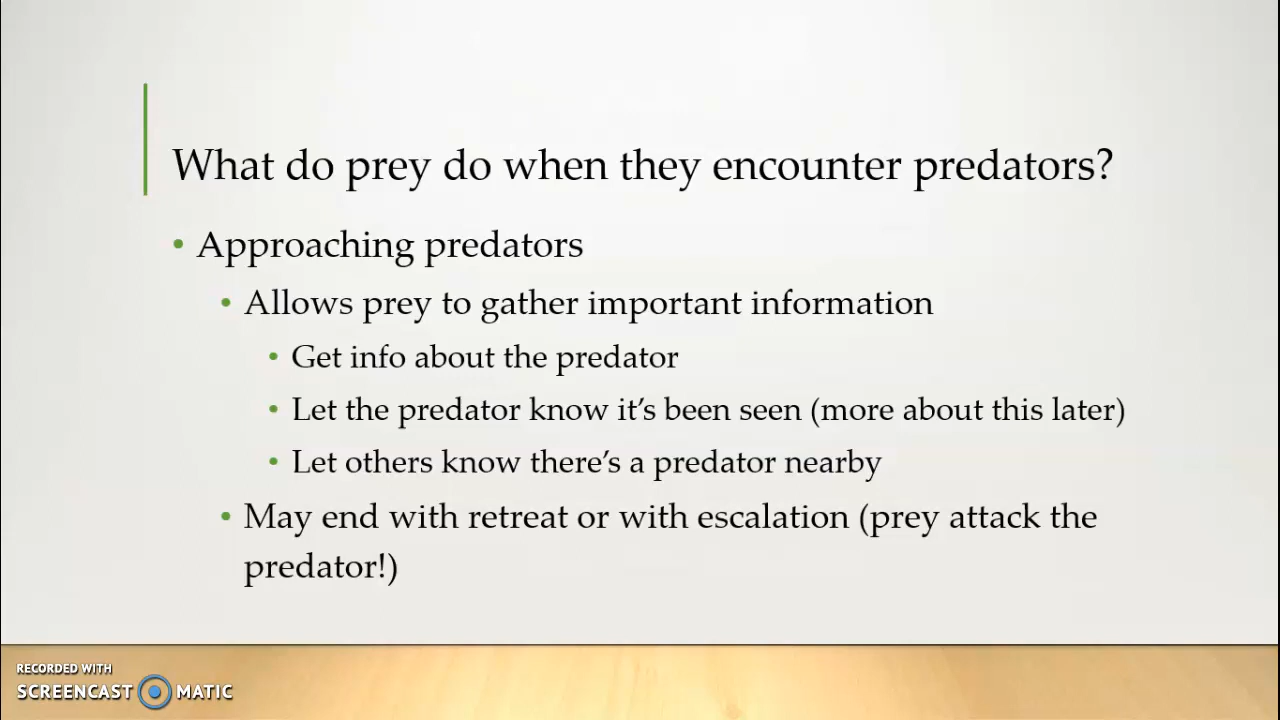 What do prey do when they encounter predators?
• Approaching predators
• Allows prey to gather important information
• Get info about the predator
• Let the predator know it’s been seen (more about this later)
• Let others know there’s a predator nearby
• May end with retreat or with escalation (prey attack the
predator!)
RECORDED WITH
SCREENCAST MATIC